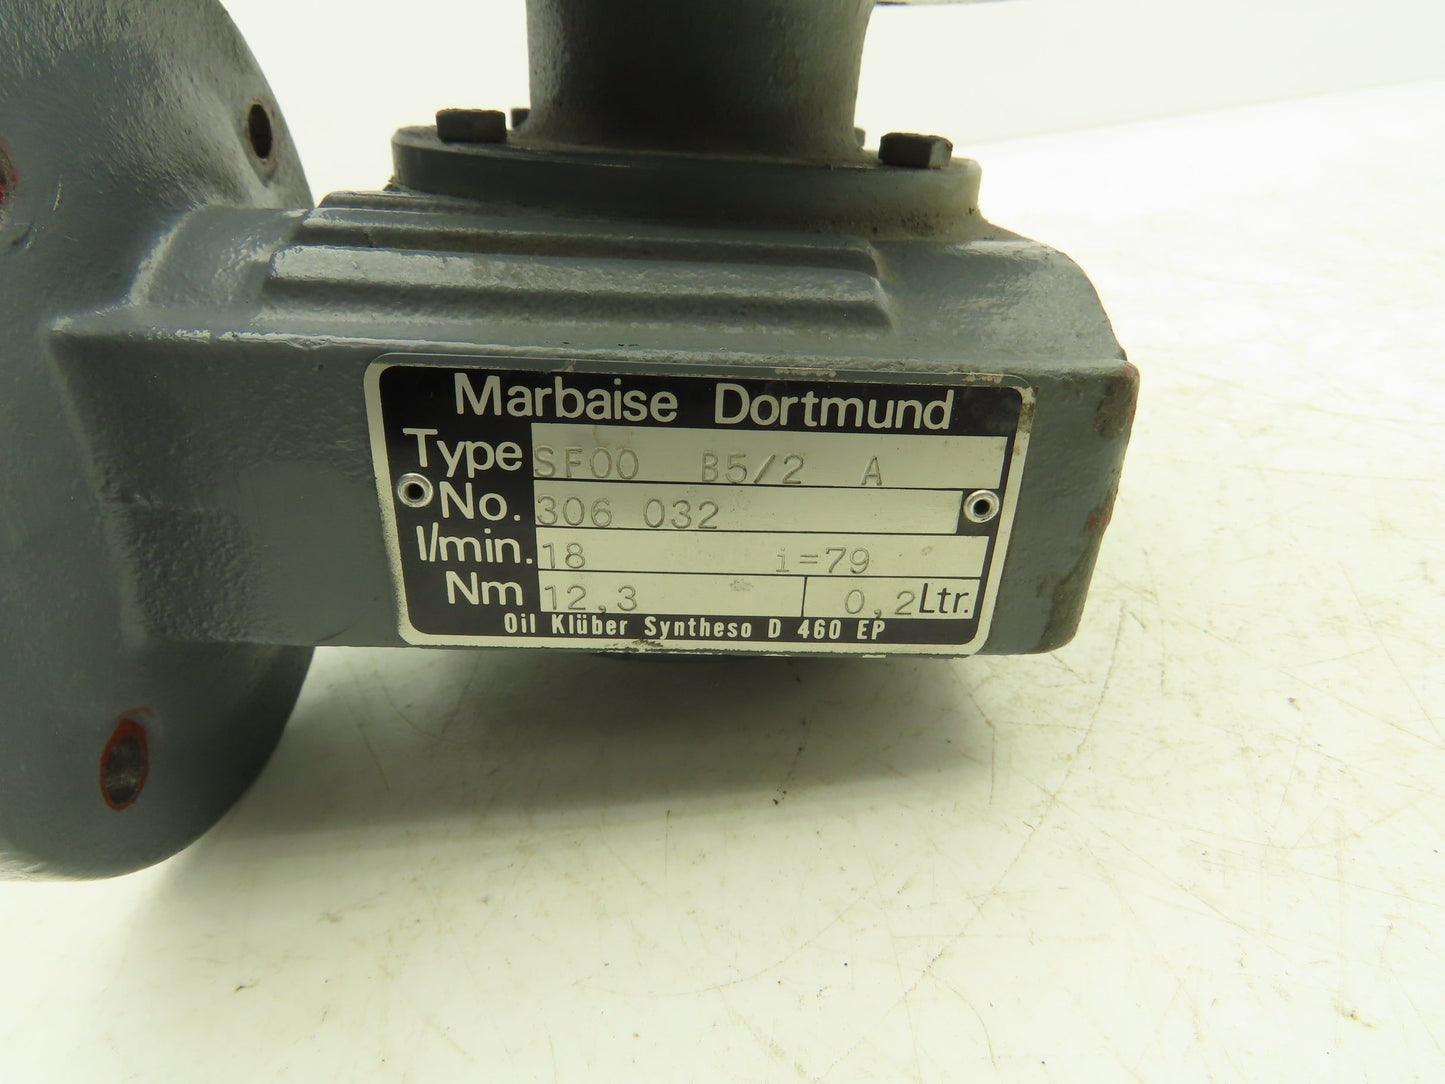 Marbaise Dortmund
Type SF00 B5/2 A
No. 306 032
l/min. 18 i=79
Nm 12,3 0,2 Ltr.
Oil Klüber Syntheso D 460 EP